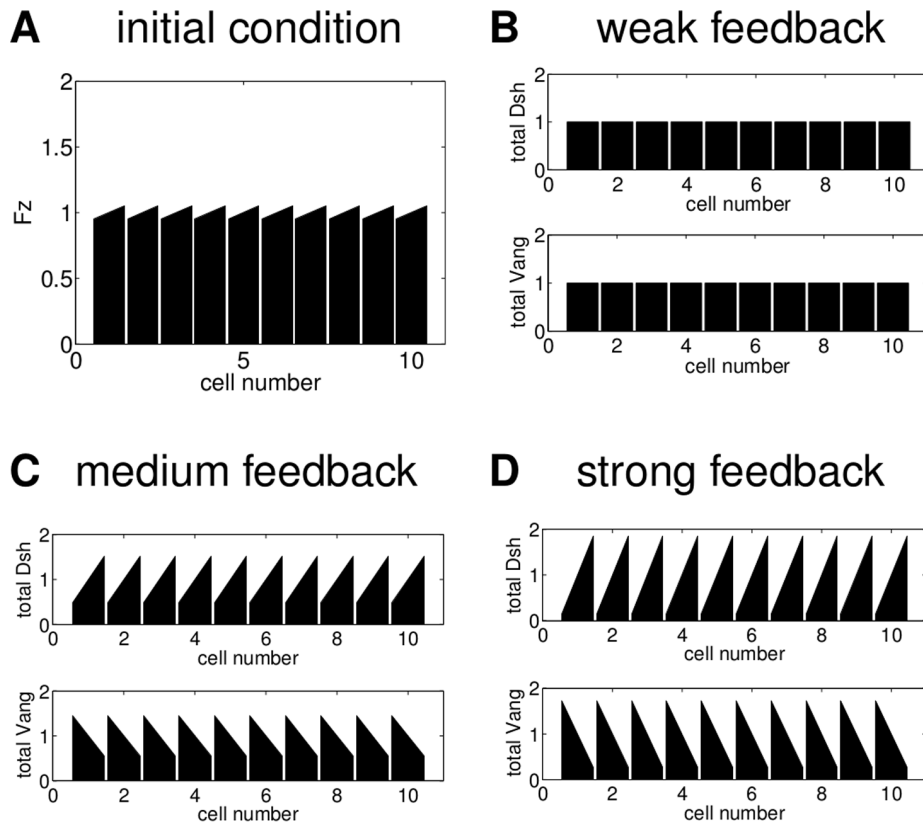 A initial condition
2
1.5
1
0.5
0
Fz
0 5 10
cell number
B weak feedback
2
1
0
total Dsh
0 2 4 6 8 10
cell number
2
1
0
total Vang
0 2 4 6 8 10
cell number
C medium feedback
2
1
0
total Dsh
0 2 4 6 8 10
cell number
2
1
0
total Vang
0 2 4 6 8 10
cell number
D strong feedback
2
1
0
total Dsh
0 2 4 6 8 10
cell number
2
1
0
total Vang
0 2 4 6 8 10
cell number